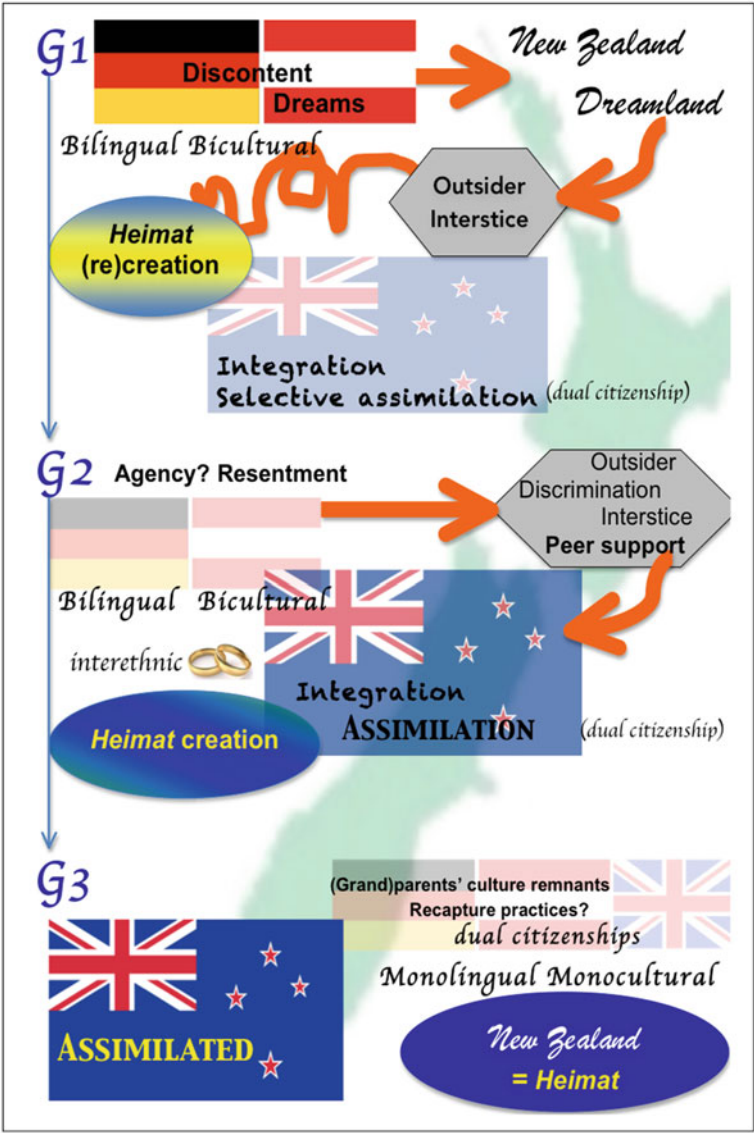 G1
Discontent
Dreams
New Zealand
Dreamland
Bilingual Bicultural
Outsider
Interstice
Heimat
(re)creation
Integration
Selective assimilation
(dual citizenship)
G2
Agency? Resentment
Outsider
Discrimination
Interstice
Peer support
Bilingual Bicultural
interethnic
Integration
ASSIMILATION
(dual citizenship)
Heimat creation
G3
(Grand)parents' culture remnants
Recapture practices?
dual citizenships
Monolingual Monocultural
ASSIMILATED
New Zealand
= Heimat